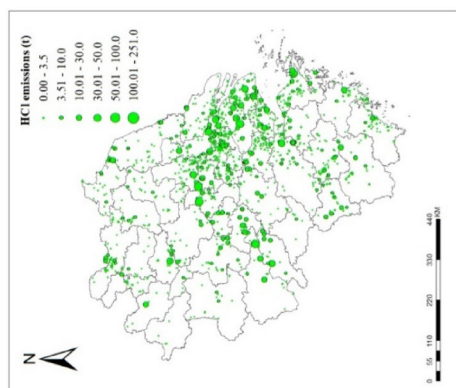 HCl emissions (t)
0.00 - 3.5
3.51 - 10.0
10.01 - 30.0
30.01 - 50.0
50.01 - 100.0
100.01 - 251.0
N
0 55 110 220 330 440
KM